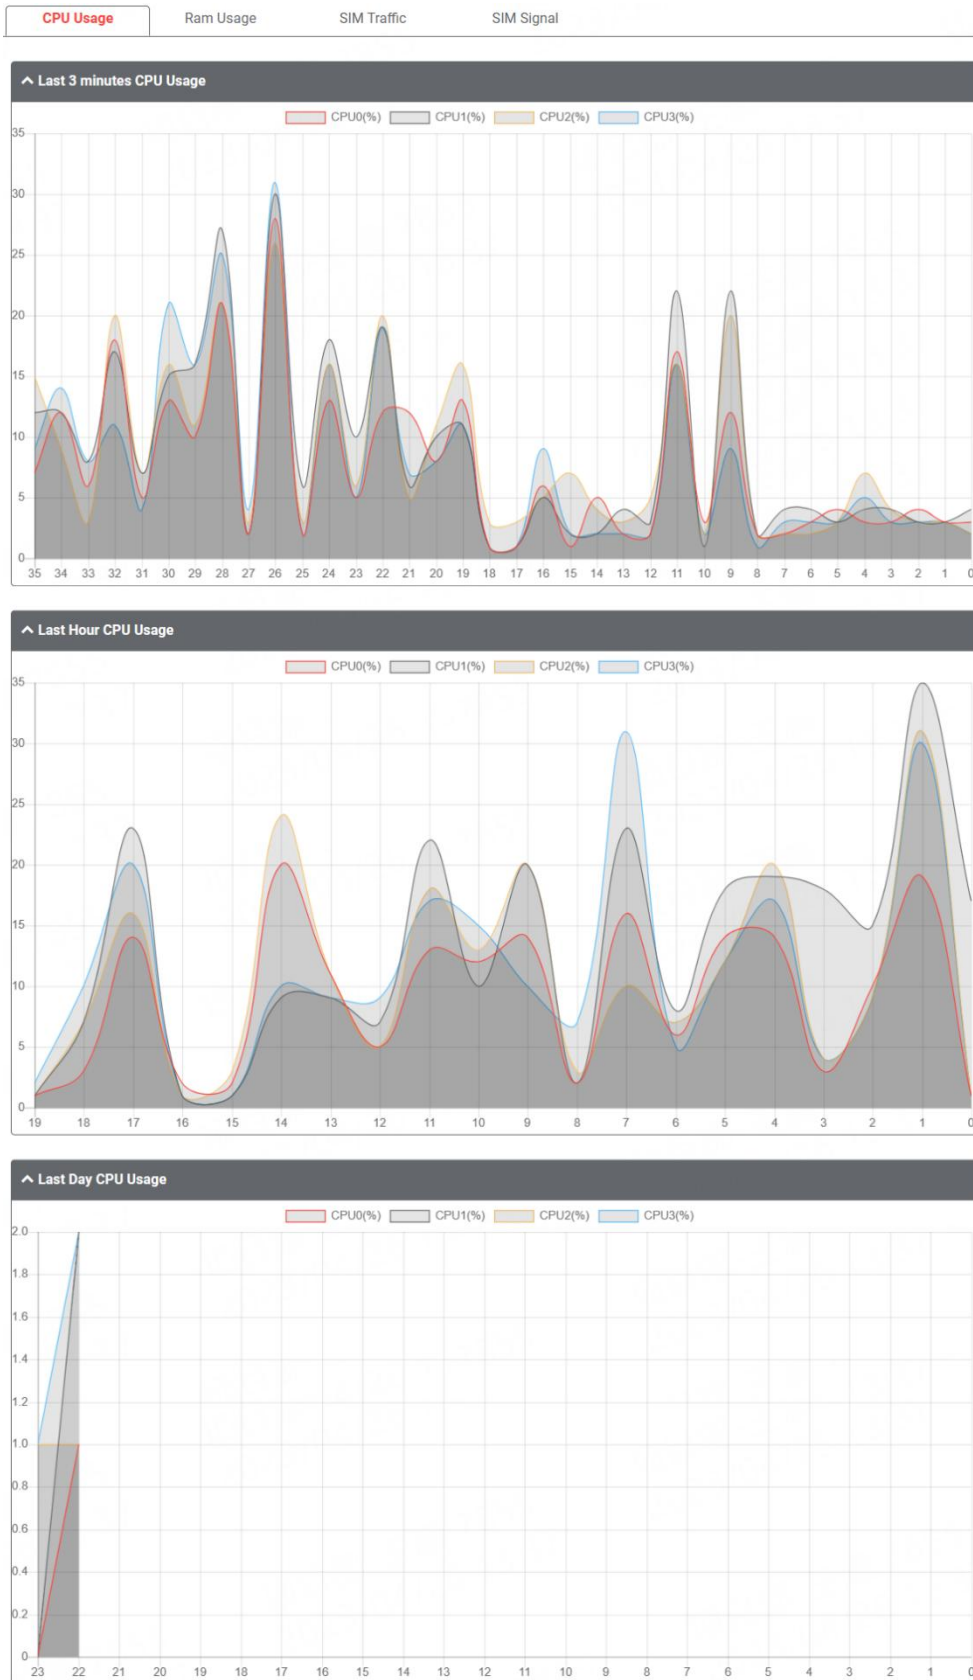 CPU Usage Ram Usage SIM Traffic SIM Signal
Last 3 minutes CPU Usage
CPU0(%) CPU1(%) CPU2(%) CPU3(%)
35
30
25
20
15
10
5
0
35 34 33 32 31 30 29 28 27 26 25 24 23 22 21 20 19 18 17 16 15 14 13 12 11 10 9 8 7 6 5 4 3 2 1 0
Last Hour CPU Usage
CPU0(%) CPU1(%) CPU2(%) CPU3(%)
35
30
25
20
15
10
5
0
19 18 17 16 15 14 13 12 11 10 9 8 7 6 5 4 3 2 1 0
Last Day CPU Usage
CPU0(%) CPU1(%) CPU2(%) CPU3(%)
2.0
1.8
1.6
1.4
1.2
1.0
0.8
0.6
0.4
0.2
0
23 22 21 20 19 18 17 16 15 14 13 12 11 10 9 8 7 6 5 4 3 2 1 0